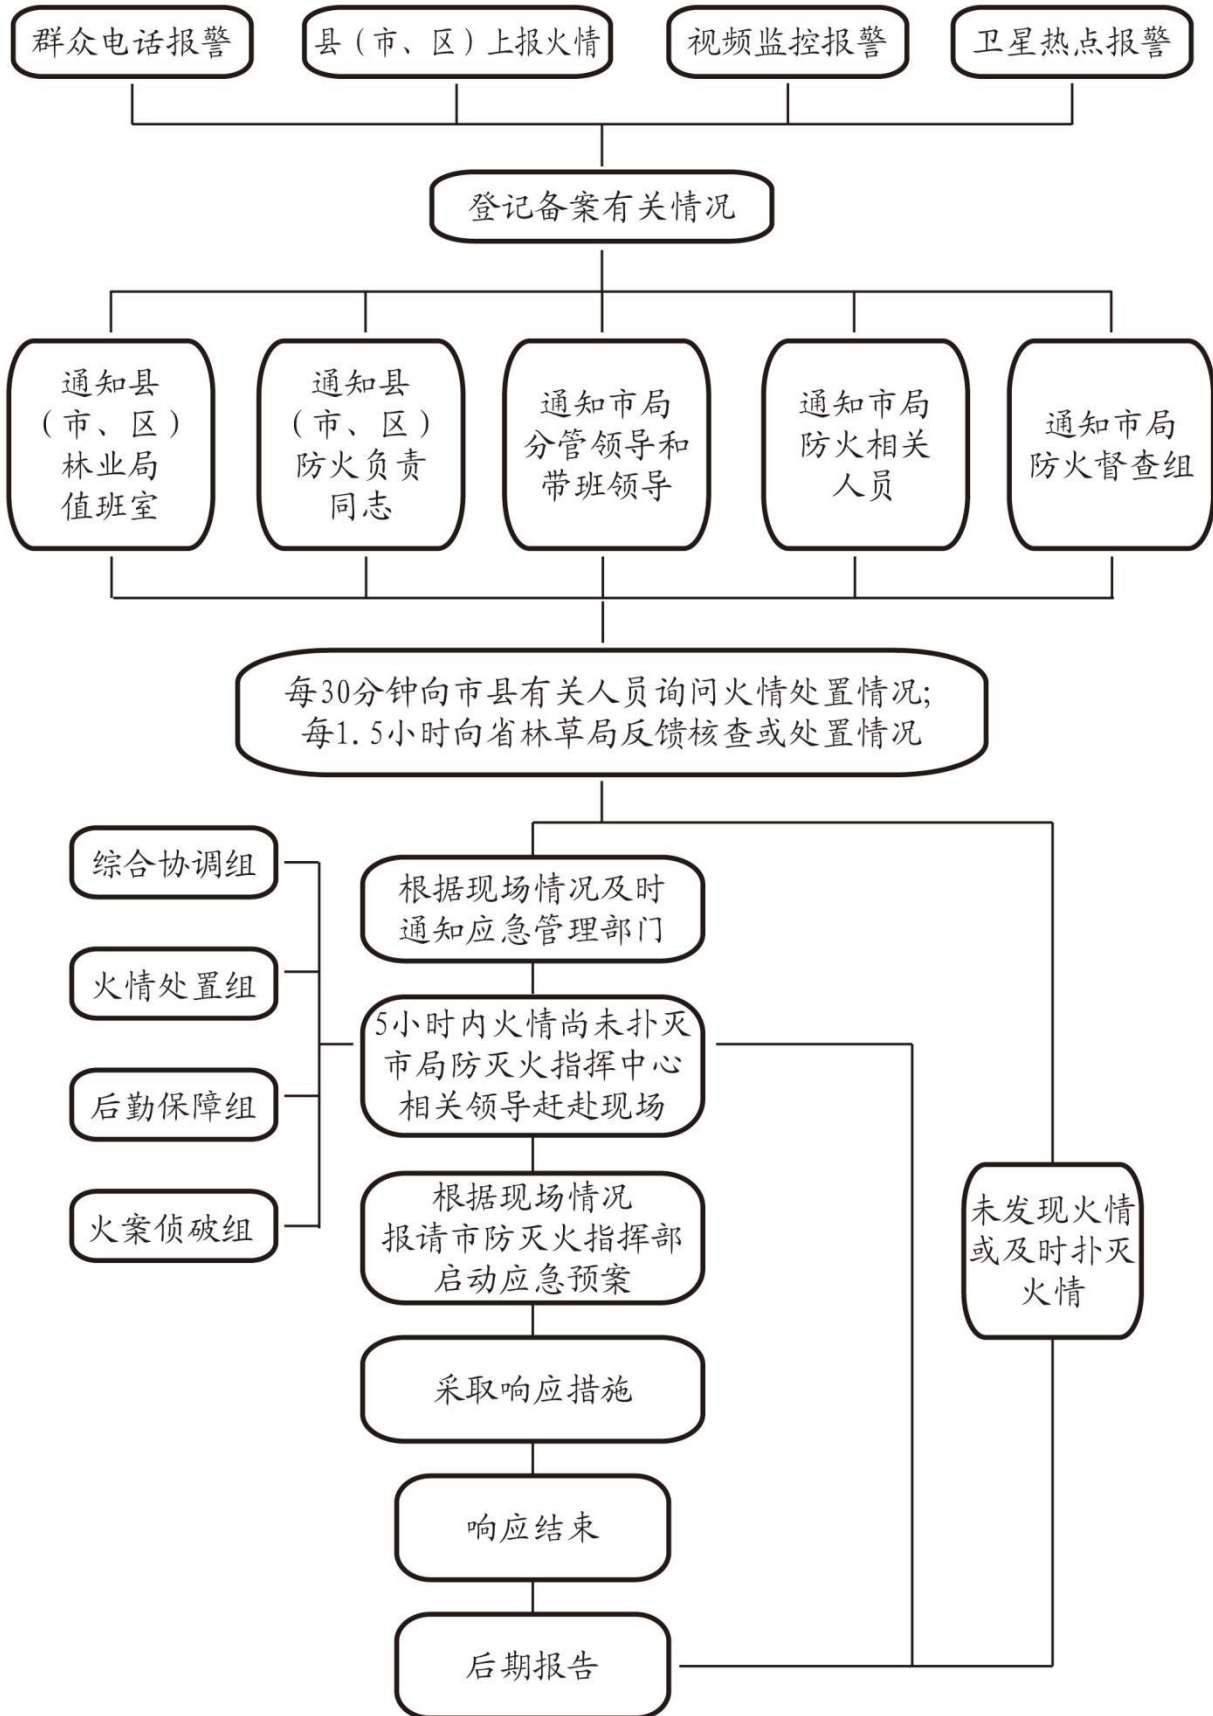 群众电话报警
县（市、区）上报火情
视频监控报警
卫星热点报警
登记备案有关情况
通知县
（市、区）
林业局
值班室
通知县
（市、区）
防火负责
同志
通知市局
分管领导和
带班领导
通知市局
防火相关
人员
通知市局
防火督查组
每30分钟向市县有关人员询问火情处置情况;
每1.5小时向省林草局反馈核查或处置情况
综合协调组
火情处置组
后勤保障组
火案侦破组
根据现场情况及时
通知应急管理部门
5小时内火情尚未扑灭
市局防灭火指挥中心
相关领导赶赴现场
根据现场情况
报请市防灭火指挥部
启动应急预案
采取响应措施
响应结束
后期报告
未发现火情
或及时扑灭
火情